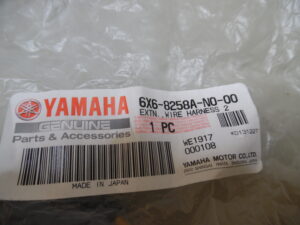 YAMAHA
GENUINE
Parts & Accessories
MADE IN JAPAN
6X6-8258A-N0-00
EXTN., WIRE HARNESS 2
1 PC
WE1917
000108
YAMAHA MOTOR CO.,LTD.